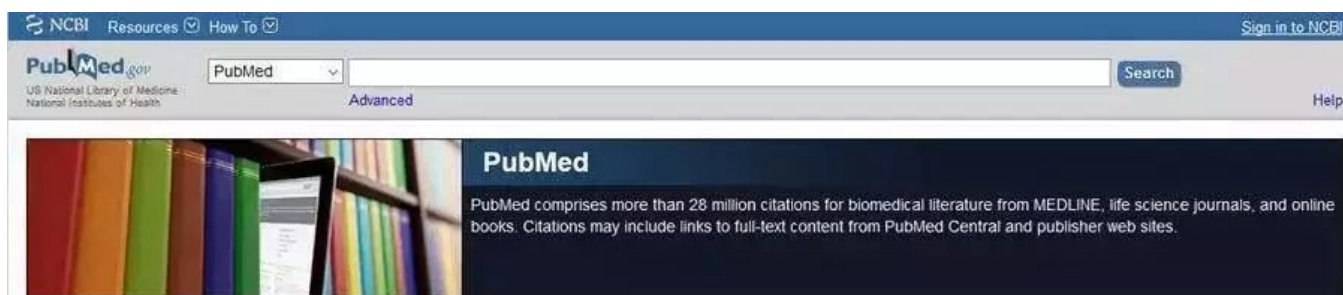 NCBI Resources How To Sign in to NCBI
PubMed.gov PubMed Search
US National Library of Medicine
National Institutes of Health
Advanced Help
PubMed
PubMed comprises more than 28 million citations for biomedical literature from MEDLINE, life science journals, and online
books. Citations may include links to full-text content from PubMed Central and publisher web sites.